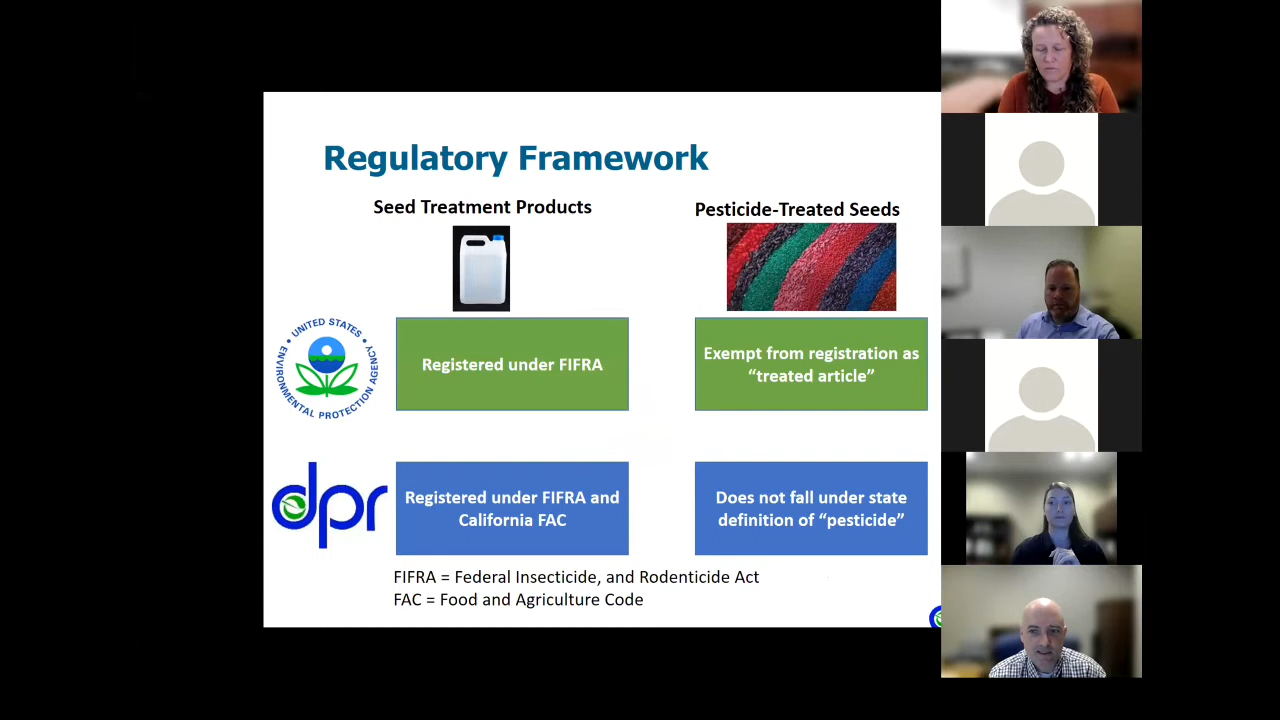 Regulatory Framework
Seed Treatment Products
Pesticide-Treated Seeds
UNITED STATES
ENVIRONMENTAL PROTECTION AGENCY
Registered under FIFRA
Exempt from registration as
“treated article”
dpr
Registered under FIFRA and
California FAC
Does not fall under state
definition of “pesticide”
FIFRA = Federal Insecticide, and Rodenticide Act
FAC = Food and Agriculture Code